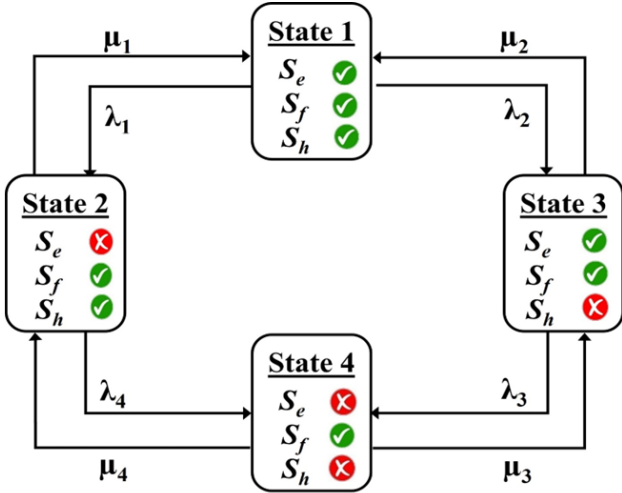 State 1
Se
Sf
Sh
μ1
μ2
λ1
λ2
State 2
Se
Sf
Sh
State 3
Se
Sf
Sh
State 4
Se
Sf
Sh
λ4
λ3
μ4
μ3